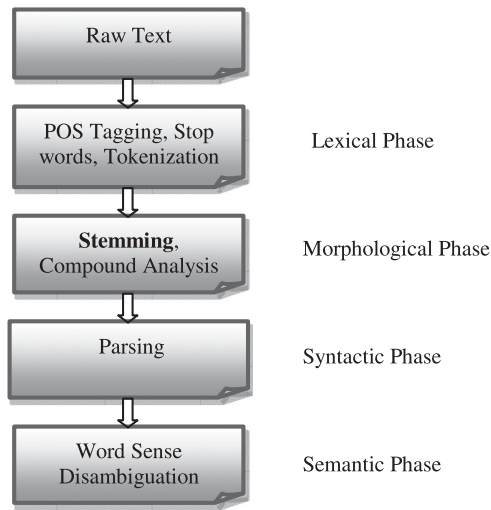 Raw Text
POS Tagging, Stop
words, Tokenization
Lexical Phase
Stemming,
Compound Analysis
Morphological Phase
Parsing
Syntactic Phase
Word Sense
Disambiguation
Semantic Phase